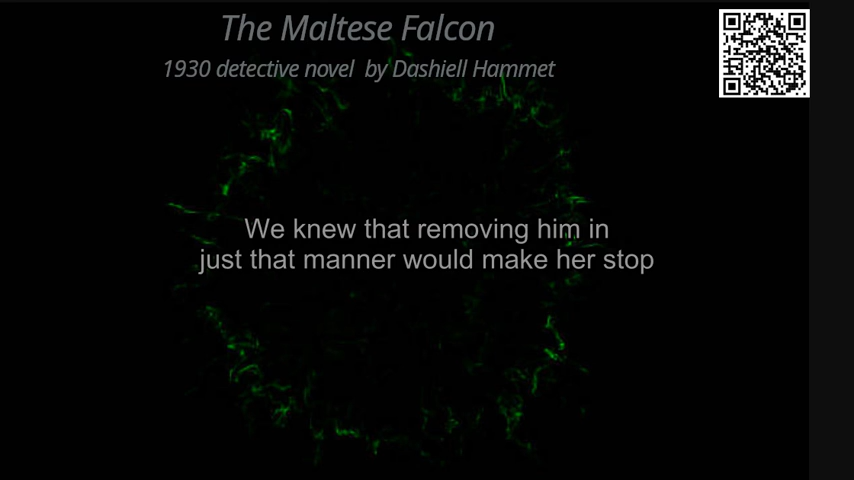 The Maltese Falcon
1930 detective novel by Dashiell Hammet
We knew that removing him in
just that manner would make her stop